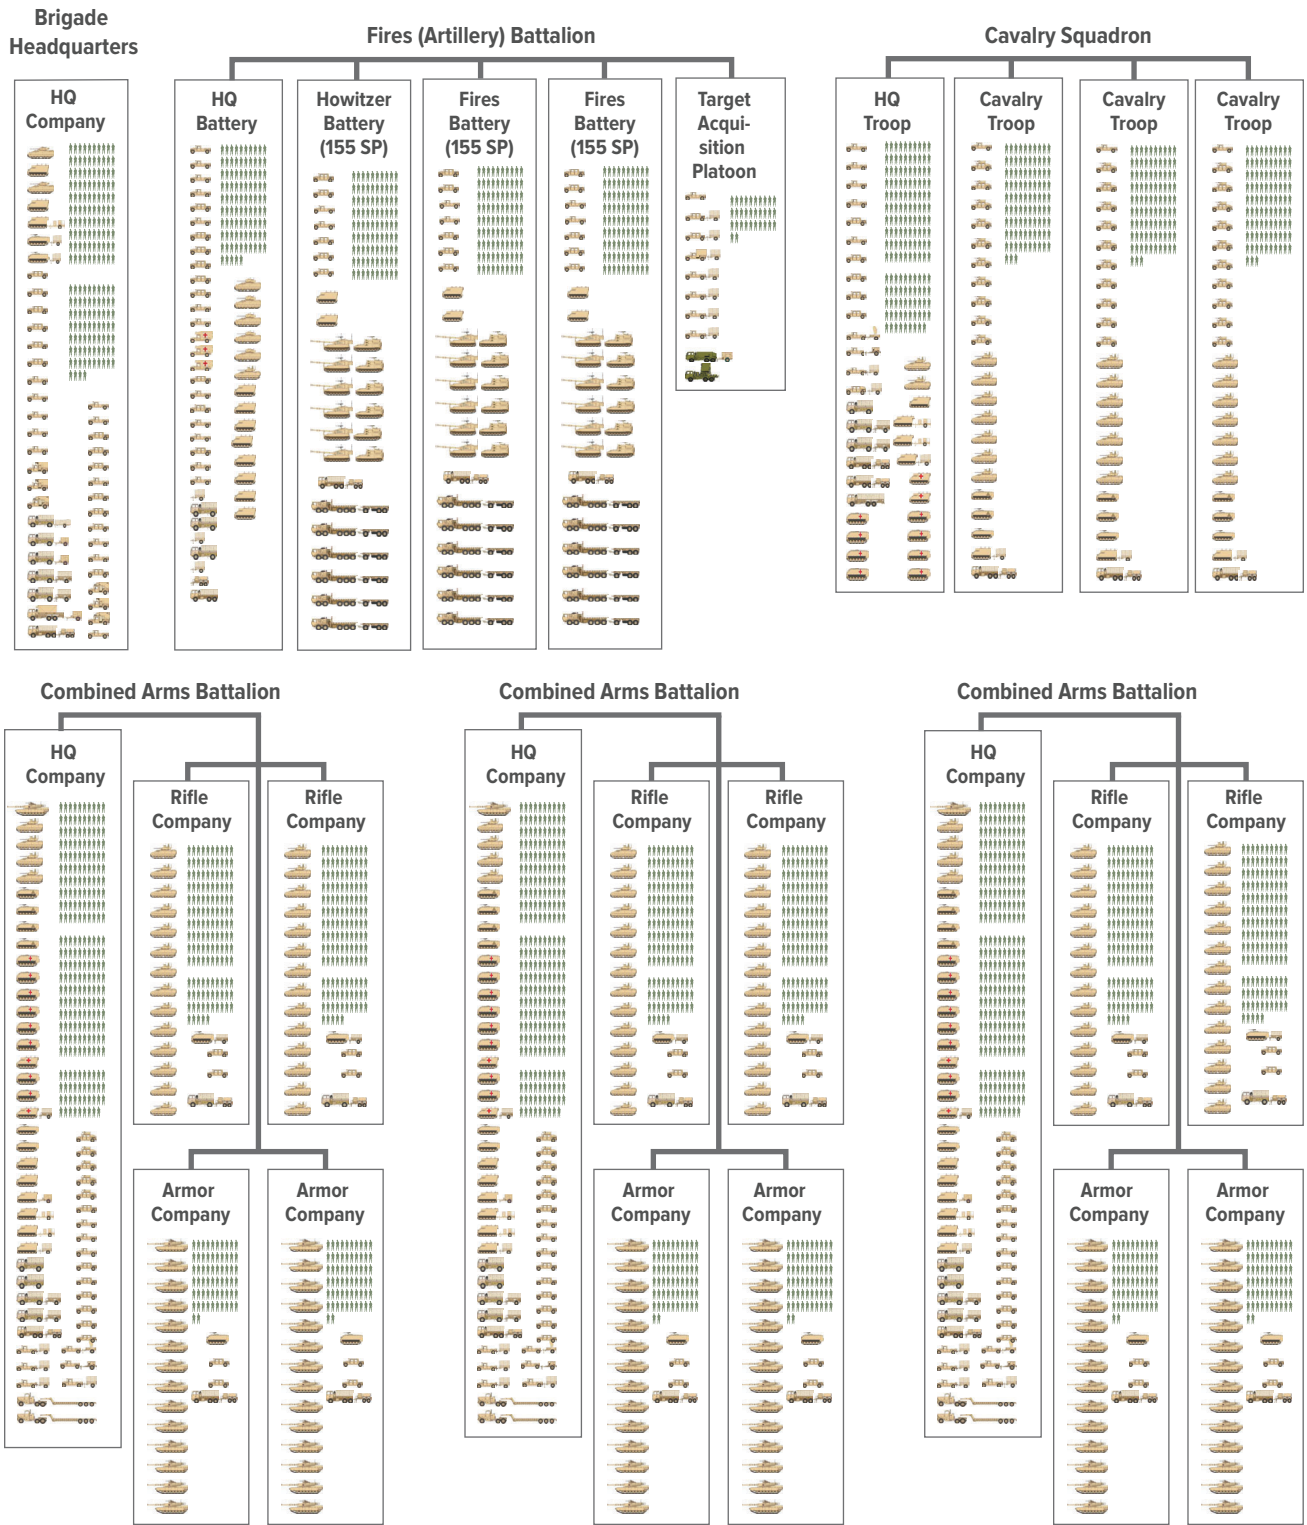 Brigade
Headquarters
Fires (Artillery) Battalion
Cavalry Squadron
HQ
Company
HQ
Battery
Howitzer
Battery
(155 SP)
Fires
Battery
(155 SP)
Fires
Battery
(155 SP)
Target
Acqui-
sition
Platoon
HQ
Troop
Cavalry
Troop
Cavalry
Troop
Cavalry
Troop
Combined Arms Battalion
HQ
Company
Rifle
Company
Rifle
Company
Armor
Company
Armor
Company
Combined Arms Battalion
HQ
Company
Rifle
Company
Rifle
Company
Armor
Company
Armor
Company
Combined Arms Battalion
HQ
Company
Rifle
Company
Rifle
Company
Armor
Company
Armor
Company